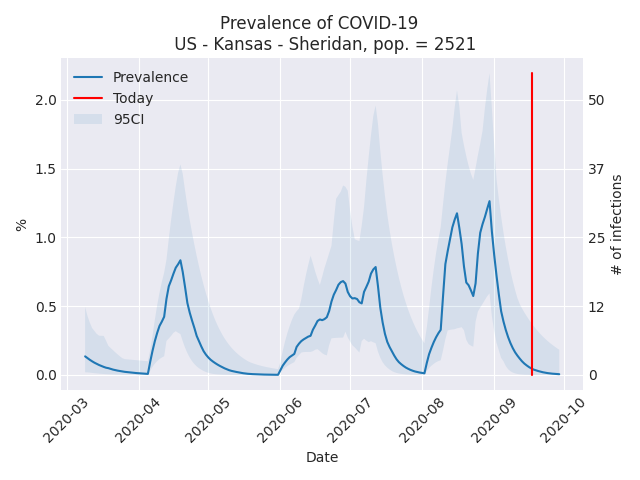 Prevalence of COVID-19
US - Kansas - Sheridan, pop. = 2521
Prevalence
Today
95CI
2.0
1.5
1.0
0.5
0.0
%
50
37
25
12
0
# of infections
2020-03
2020-04
2020-05
2020-06
2020-07
2020-08
2020-09
2020-10
Date